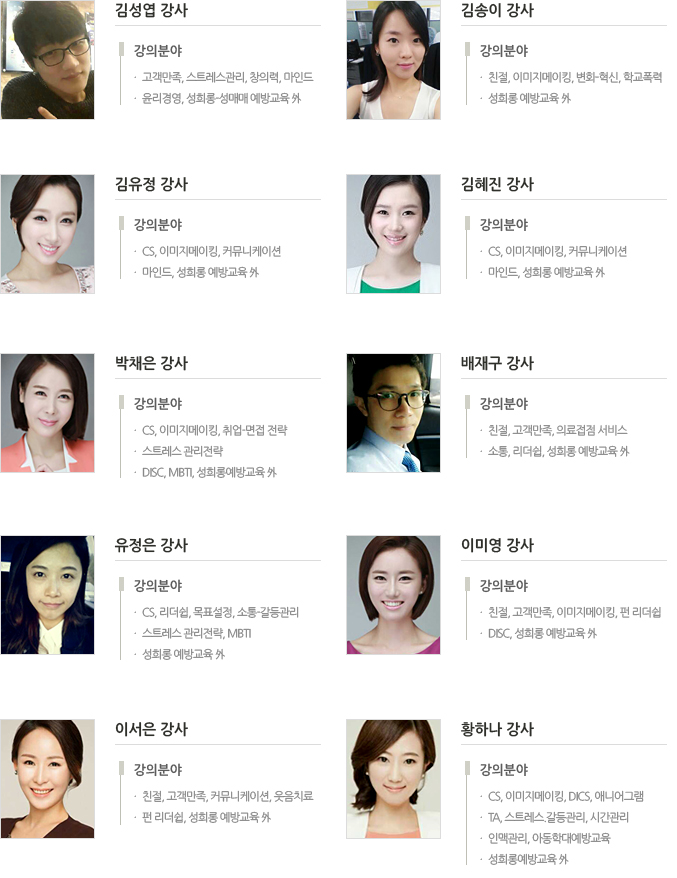 김성엽 강사
강의분야
· 고객만족, 스트레스관리, 창의력, 마인드
· 윤리경영, 성희롱-성매매 예방교육 外
김송이 강사
강의분야
· 친절, 이미지메이킹, 변화-혁신, 학교폭력
· 성희롱 예방교육 外
김유정 강사
강의분야
· CS, 이미지메이킹, 커뮤니케이션
· 마인드, 성희롱 예방교육 外
김혜진 강사
강의분야
· CS, 이미지메이킹, 커뮤니케이션
· 마인드, 성희롱 예방교육 外
박채은 강사
강의분야
· CS, 이미지메이킹, 취업-면접 전략
· 스트레스 관리전략
· DISC, MBTI, 성희롱예방교육 外
배재구 강사
강의분야
· 친절, 고객만족, 의료접점 서비스
· 소통, 리더쉽, 성희롱 예방교육 外
유정은 강사
강의분야
· CS, 리더쉽, 목표설정, 소통-갈등관리
· 스트레스 관리전략, MBTI
· 성희롱 예방교육 外
이미영 강사
강의분야
· 친절, 고객만족, 이미지메이킹, 펀 리더쉽
· DISC, 성희롱 예방교육 外
이서은 강사
강의분야
· 친절, 고객만족, 커뮤니케이션, 웃음치료
· 펀 리더쉽, 성희롱 예방교육 外
황하나 강사
강의분야
· CS, 이미지메이킹, DICS, 애니어그램
· TA, 스트레스.갈등관리, 시간관리
· 인맥관리, 아동학대예방교육
· 성희롱예방교육 外